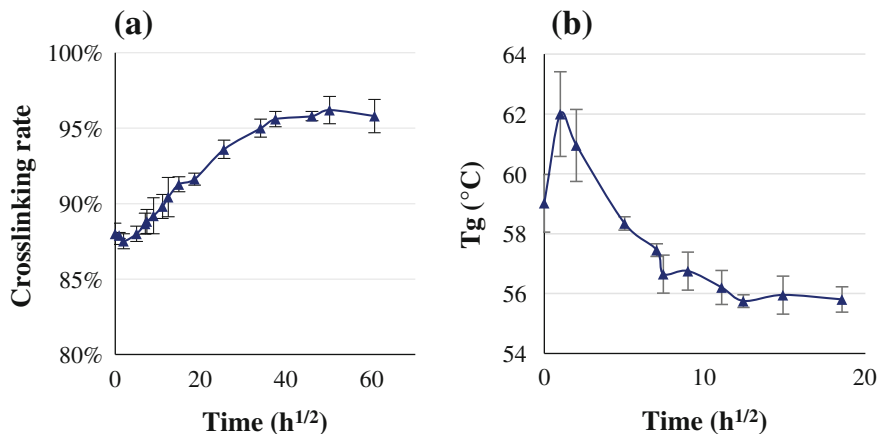 (a)
100%
95%
90%
85%
80%
Crosslinking rate
0 20 40 60
Time (h1/2)
(b)
64
62
60
58
56
54
Tg (°C)
0 10 20
Time (h1/2)